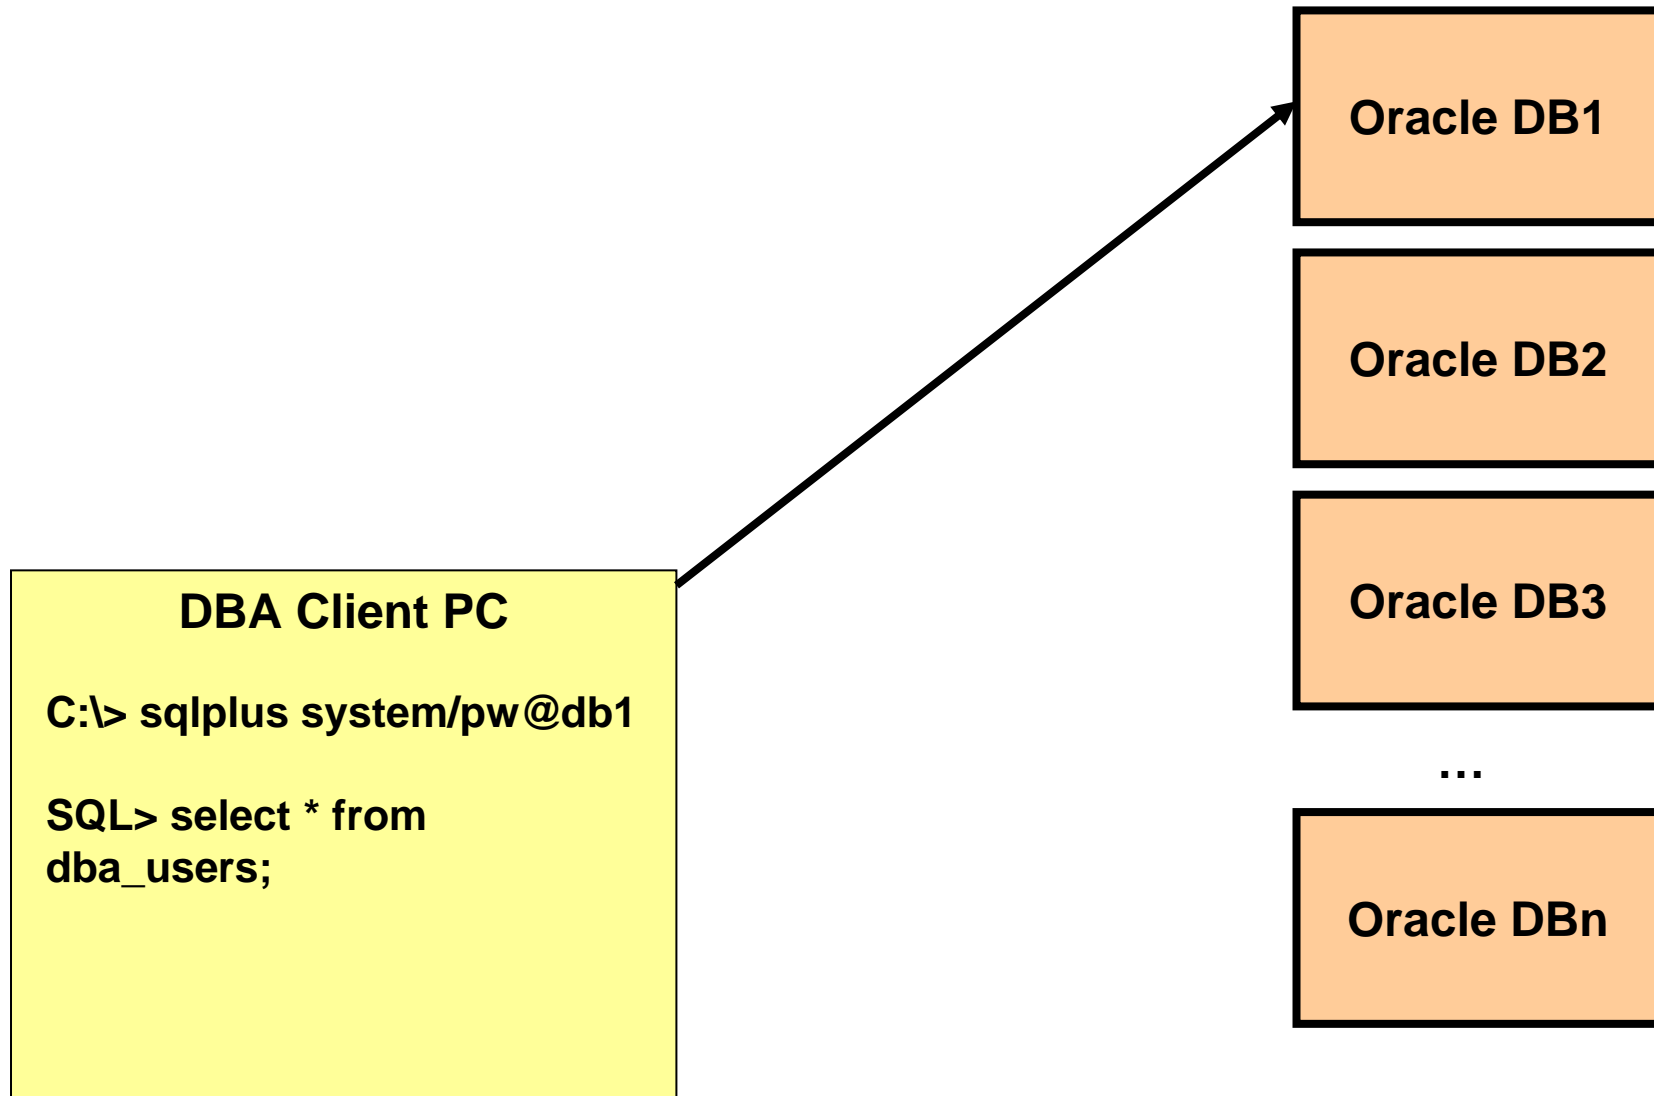 Oracle DB1
Oracle DB2
Oracle DB3
...
Oracle DBn
DBA Client PC
C:\> sqlplus system/pw@db1
SQL> select * from
dba_users;